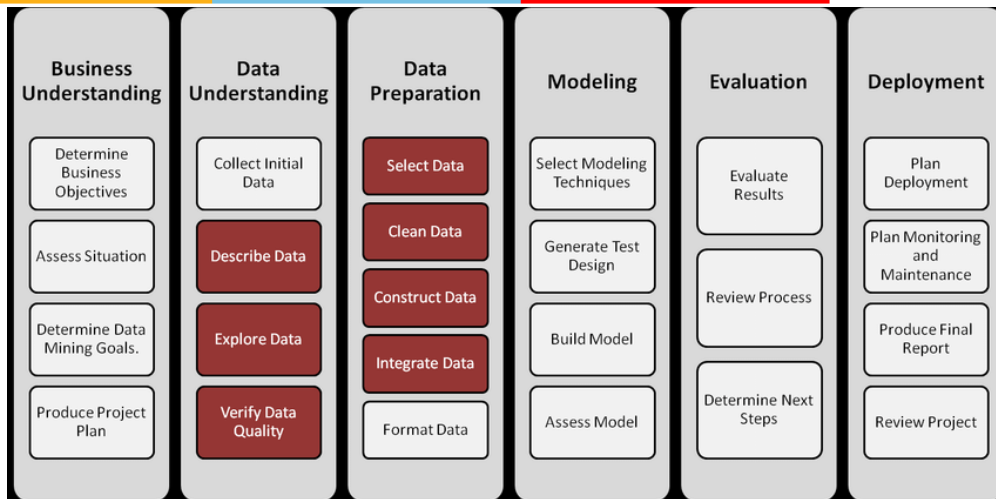 Business
Understanding
Determine
Business
Objectives
Assess Situation
Determine Data
Mining Goals.
Produce Project
Plan
Data
Understanding
Collect Initial
Data
Describe Data
Explore Data
Verify Data
Quality
Data
Preparation
Select Data
Clean Data
Construct Data
Integrate Data
Format Data
Modeling
Select Modeling
Techniques
Generate Test
Design
Build Model
Assess Model
Evaluation
Evaluate
Results
Review Process
Determine Next
Steps
Deployment
Plan
Deployment
Plan Monitoring
and
Maintenance
Produce Final
Report
Review Project